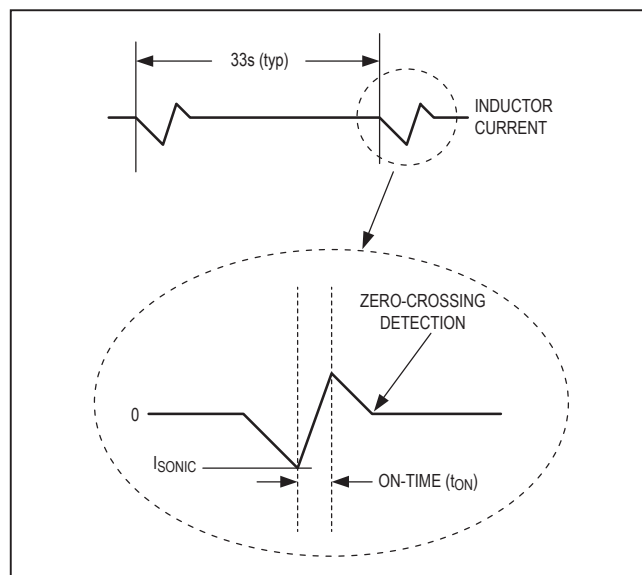 33s (typ)
INDUCTOR
CURRENT
ZERO-CROSSING
DETECTION
0
ISONIC
ON-TIME (tON)